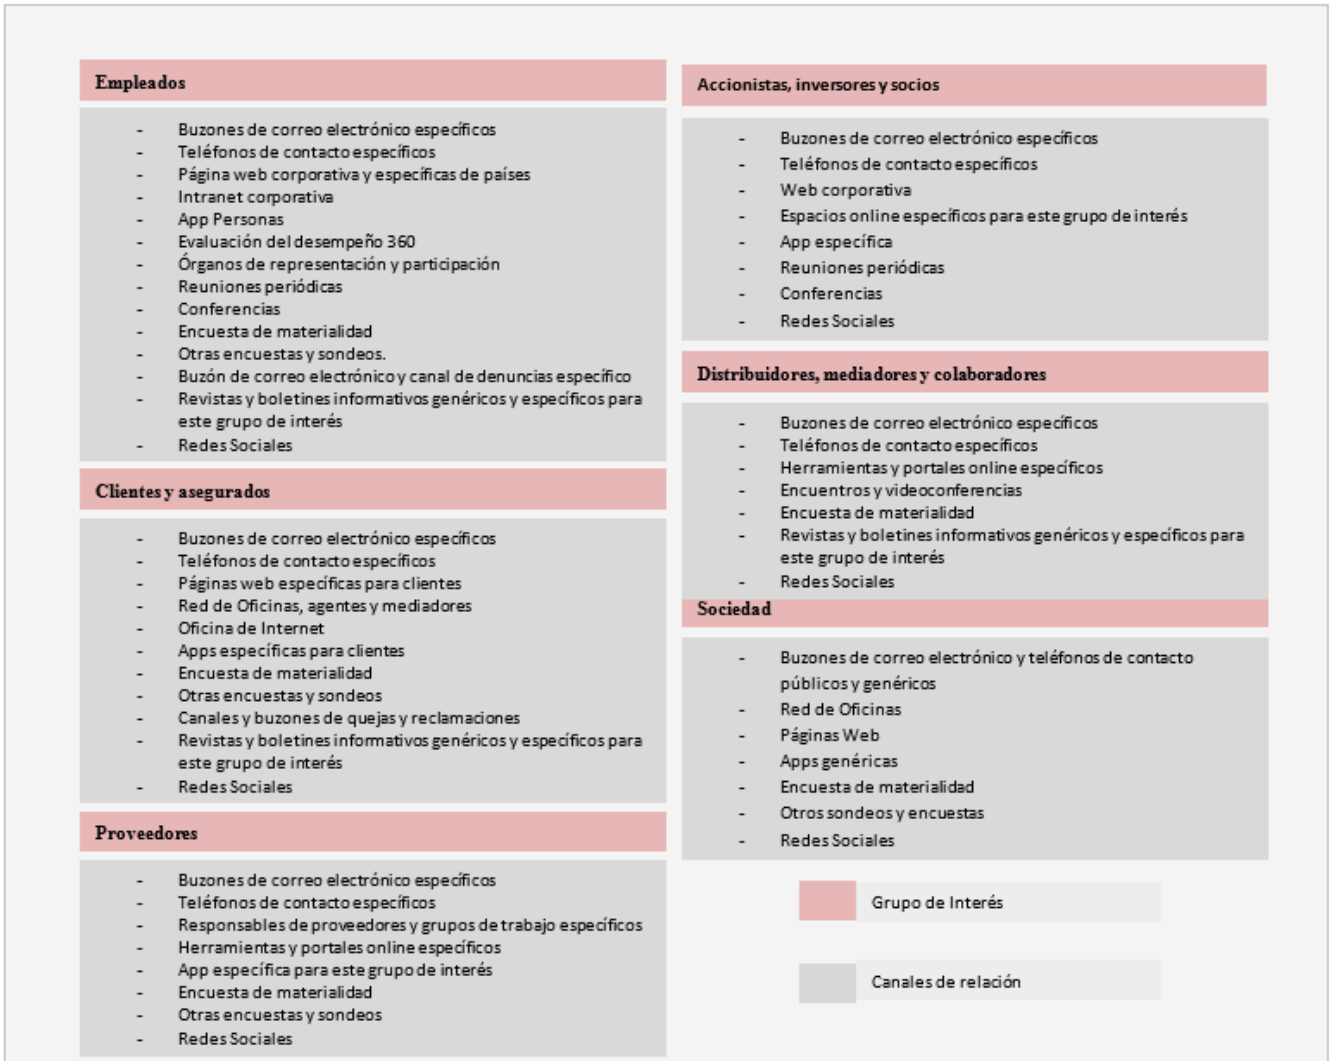 Empleados
- Buzones de correo electrónico específicos
- Teléfonos de contacto específicos
- Página web corporativa y específicas de países
- Intranet corporativa
- App Personas
- Evaluación del desempeño 360
- Órganos de representación y participación
- Reuniones periódicas
- Conferencias
- Encuesta de materialidad
- Otras encuestas y sondeos.
- Buzón de correo electrónico y canal de denuncias específico
- Revistas y boletines informativos genéricos y específicos para
este grupo de interés
- Redes Sociales
Clientes y asegurados
- Buzones de correo electrónico específicos
- Teléfonos de contacto específicos
- Páginas web específicas para clientes
- Red de Oficinas, agentes y mediadores
- Oficina de Internet
- Apps específicas para clientes
- Encuesta de materialidad
- Otras encuestas y sondeos
- Canales y buzones de quejas y reclamaciones
- Revistas y boletines informativos genéricos y específicos para
este grupo de interés
- Redes Sociales
Proveedores
- Buzones de correo electrónico específicos
- Teléfonos de contacto específicos
- Responsables de proveedores y grupos de trabajo específicos
- Herramientas y portales online específicos
- App específica para este grupo de interés
- Encuesta de materialidad
- Otras encuestas y sondeos
- Redes Sociales
Accionistas, inversores y socios
- Buzones de correo electrónico específicos
- Teléfonos de contacto específicos
- Web corporativa
- Espacios online específicos para este grupo de interés
- App específica
- Reuniones periódicas
- Conferencias
- Redes Sociales
Distribuidores, mediadores y colaboradores
- Buzones de correo electrónico específicos
- Teléfonos de contacto específicos
- Herramientas y portales online específicos
- Encuentros y videoconferencias
- Encuesta de materialidad
- Revistas y boletines informativos genéricos y específicos para
este grupo de interés
- Redes Sociales
Sociedad
- Buzones de correo electrónico y teléfonos de contacto
públicos y genéricos
- Red de Oficinas
- Páginas Web
- Apps genéricas
- Encuesta de materialidad
- Otros sondeos y encuestas
- Redes Sociales
Grupo de Interés
Canales de relación